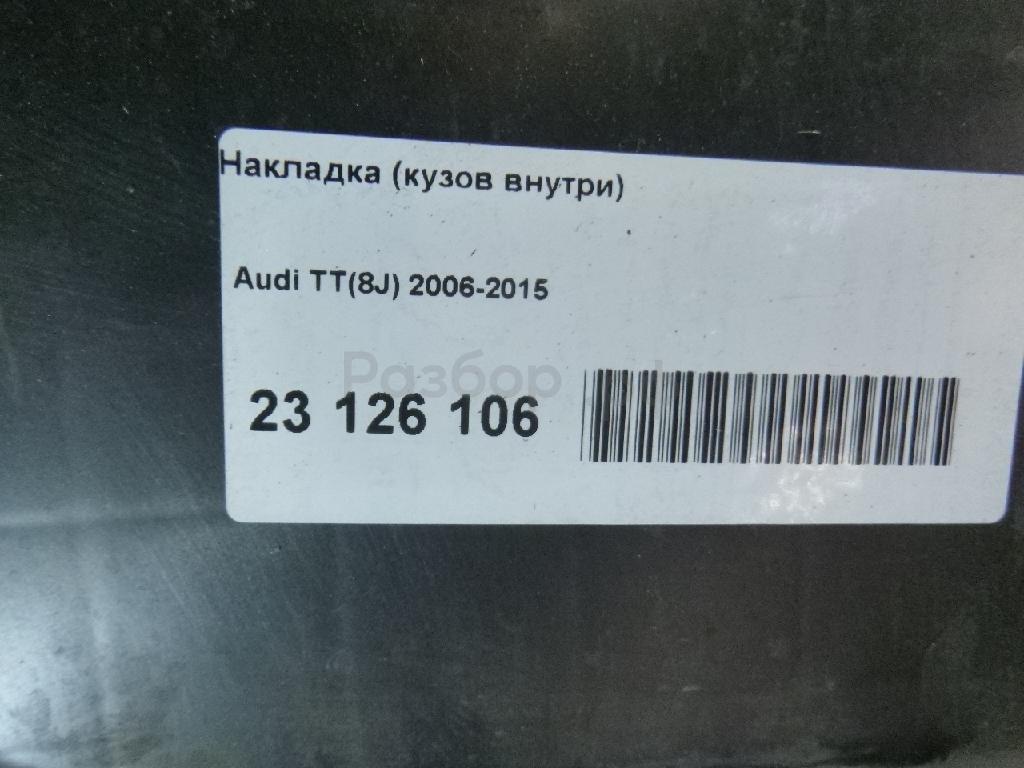 Накладка (кузов внутри)
Audi TT(8J) 2006-2015
Разбор
23 126 106